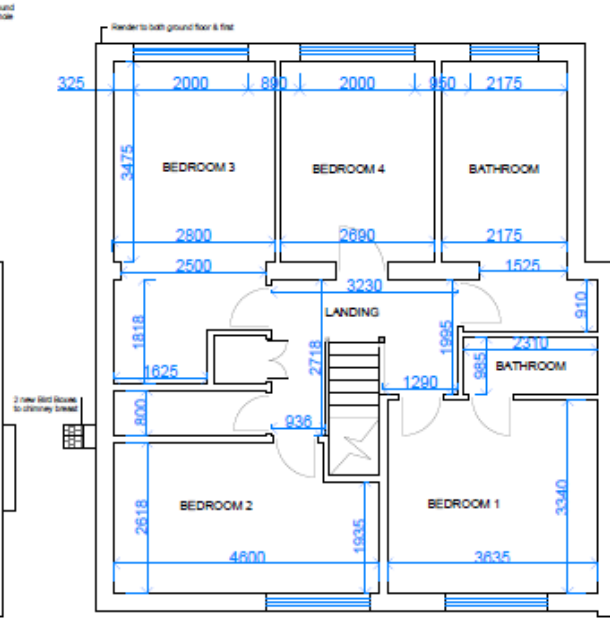 Render to both ground floor & first
325
2000
890
2000
950
2175
3475
BEDROOM 3
BEDROOM 4
BATHROOM
2800
2690
2175
2500
1525
3230
LANDING
910
1818
2718
1995
2310
985
BATHROOM
1625
1290
2 new Bird Boxes
to chimney breast
800
936
BEDROOM 2
BEDROOM 1
2618
1935
3340
4600
3635